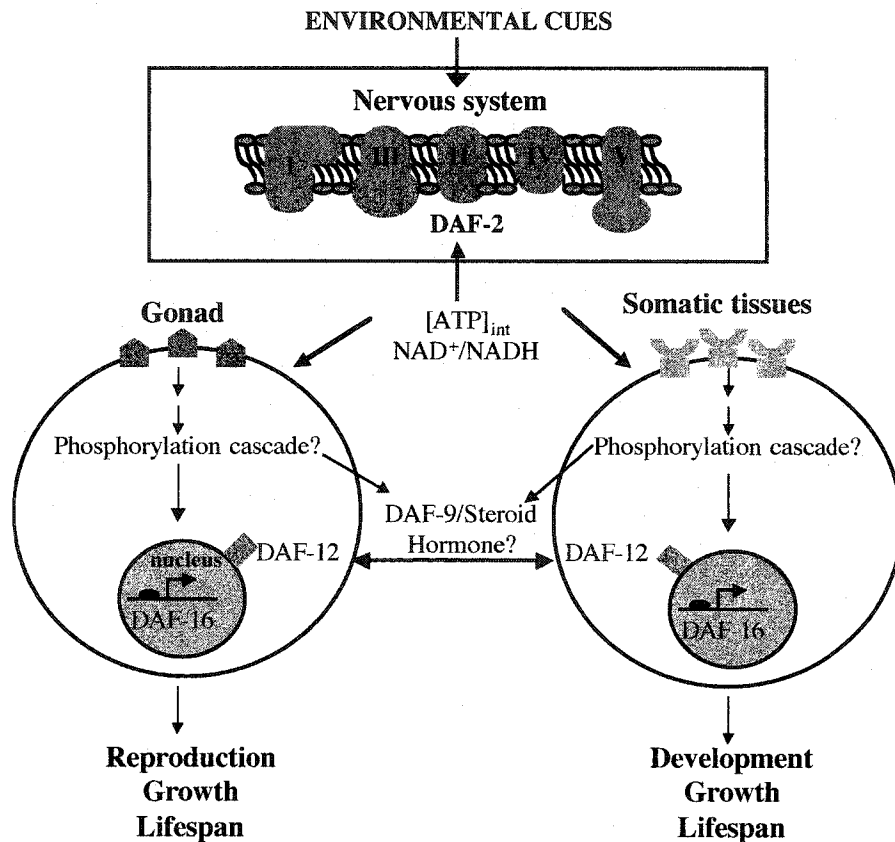 ENVIRONMENTAL CUES
Nervous system
I III II IV V
DAF-2
[ATP]int
NAD+/NADH
Gonad
Somatic tissues
Phosphorylation cascade?
Phosphorylation cascade?
DAF-9/Steroid
Hormone?
nucleus
DAF-12
DAF-16
DAF-12
DAF-16
Reproduction
Growth
Lifespan
Development
Growth
Lifespan